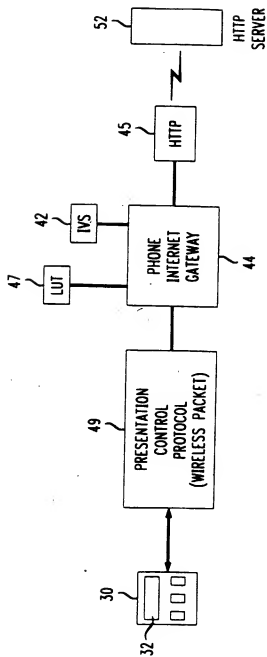 52
HTTP
SERVER
45
HTTP
42
IVS
47
LUT
PHONE
INTERNET
GATEWAY
44
49
PRESENTATION
CONTROL
PROTOCOL
(WIRELESS PACKET)
30
32